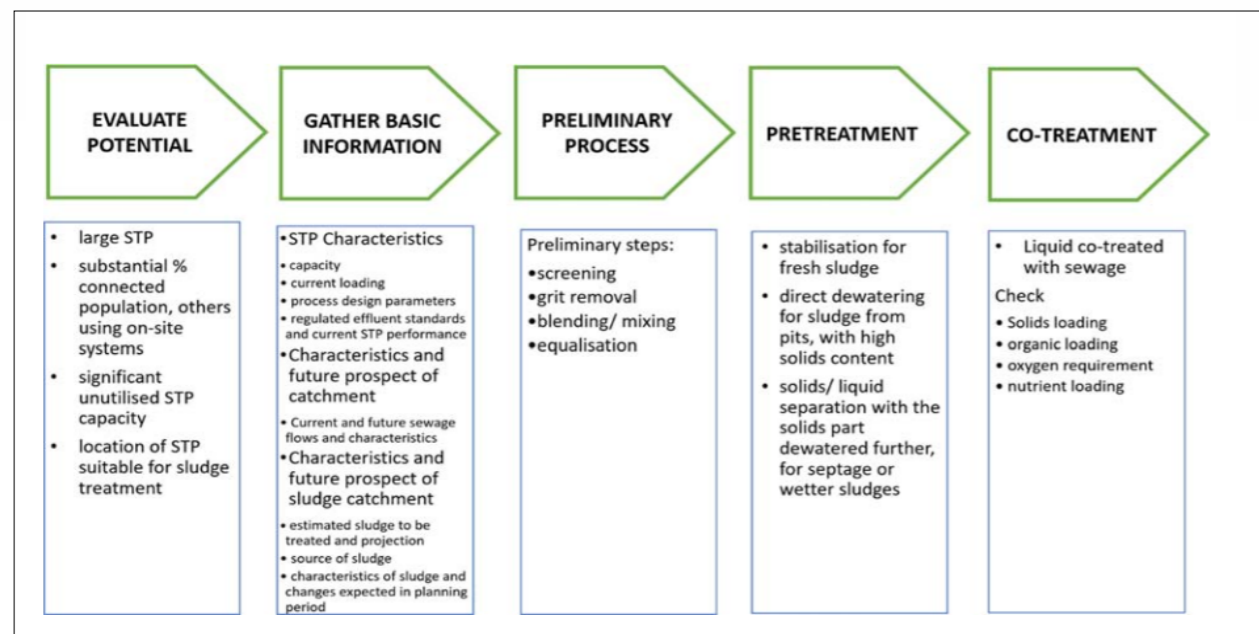 EVALUATE
POTENTIAL
• large STP
• substantial %
connected
population, others
using on-site
systems
• significant
unutilised STP
capacity
• location of STP
suitable for sludge
treatment
GATHER BASIC
INFORMATION
•STP Characteristics
• capacity
• current loading
• process design parameters
• regulated effluent standards
and current STP performance
•Characteristics and
future prospect of
catchment
• Current and future sewage
flows and characteristics
•Characteristics and
future prospect of
sludge catchment
• estimated sludge to be
treated and projection
• source of sludge
• characteristics of sludge and
changes expected in planning
period
PRELIMINARY
PROCESS
Preliminary steps:
•screening
•grit removal
•blending/ mixing
•equalisation
PRETREATMENT
• stabilisation for
fresh sludge
• direct dewatering
for sludge from
pits, with high
solids content
• solids/ liquid
separation with the
solids part
dewatered further,
for septage or
wetter sludges
CO-TREATMENT
• Liquid co-treated
with sewage
Check
• Solids loading
• organic loading
• oxygen requirement
• nutrient loading